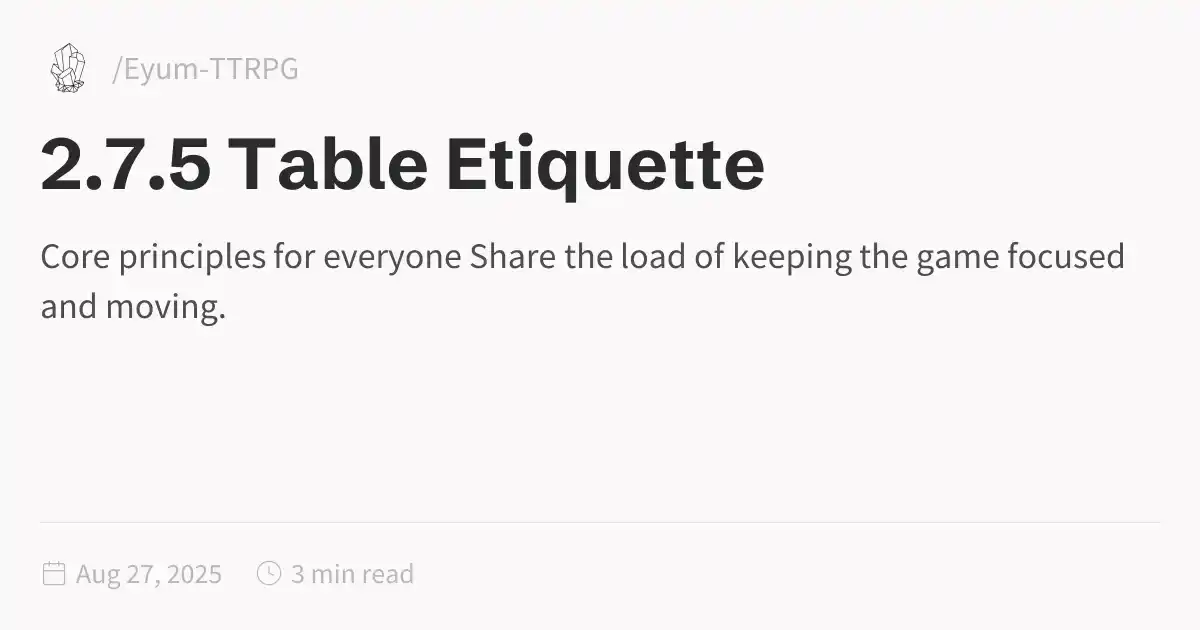 /Eyum-TTRPG
2.7.5 Table Etiquette
Core principles for everyone Share the load of keeping the game focused
and moving.
Aug 27, 2025 3 min read